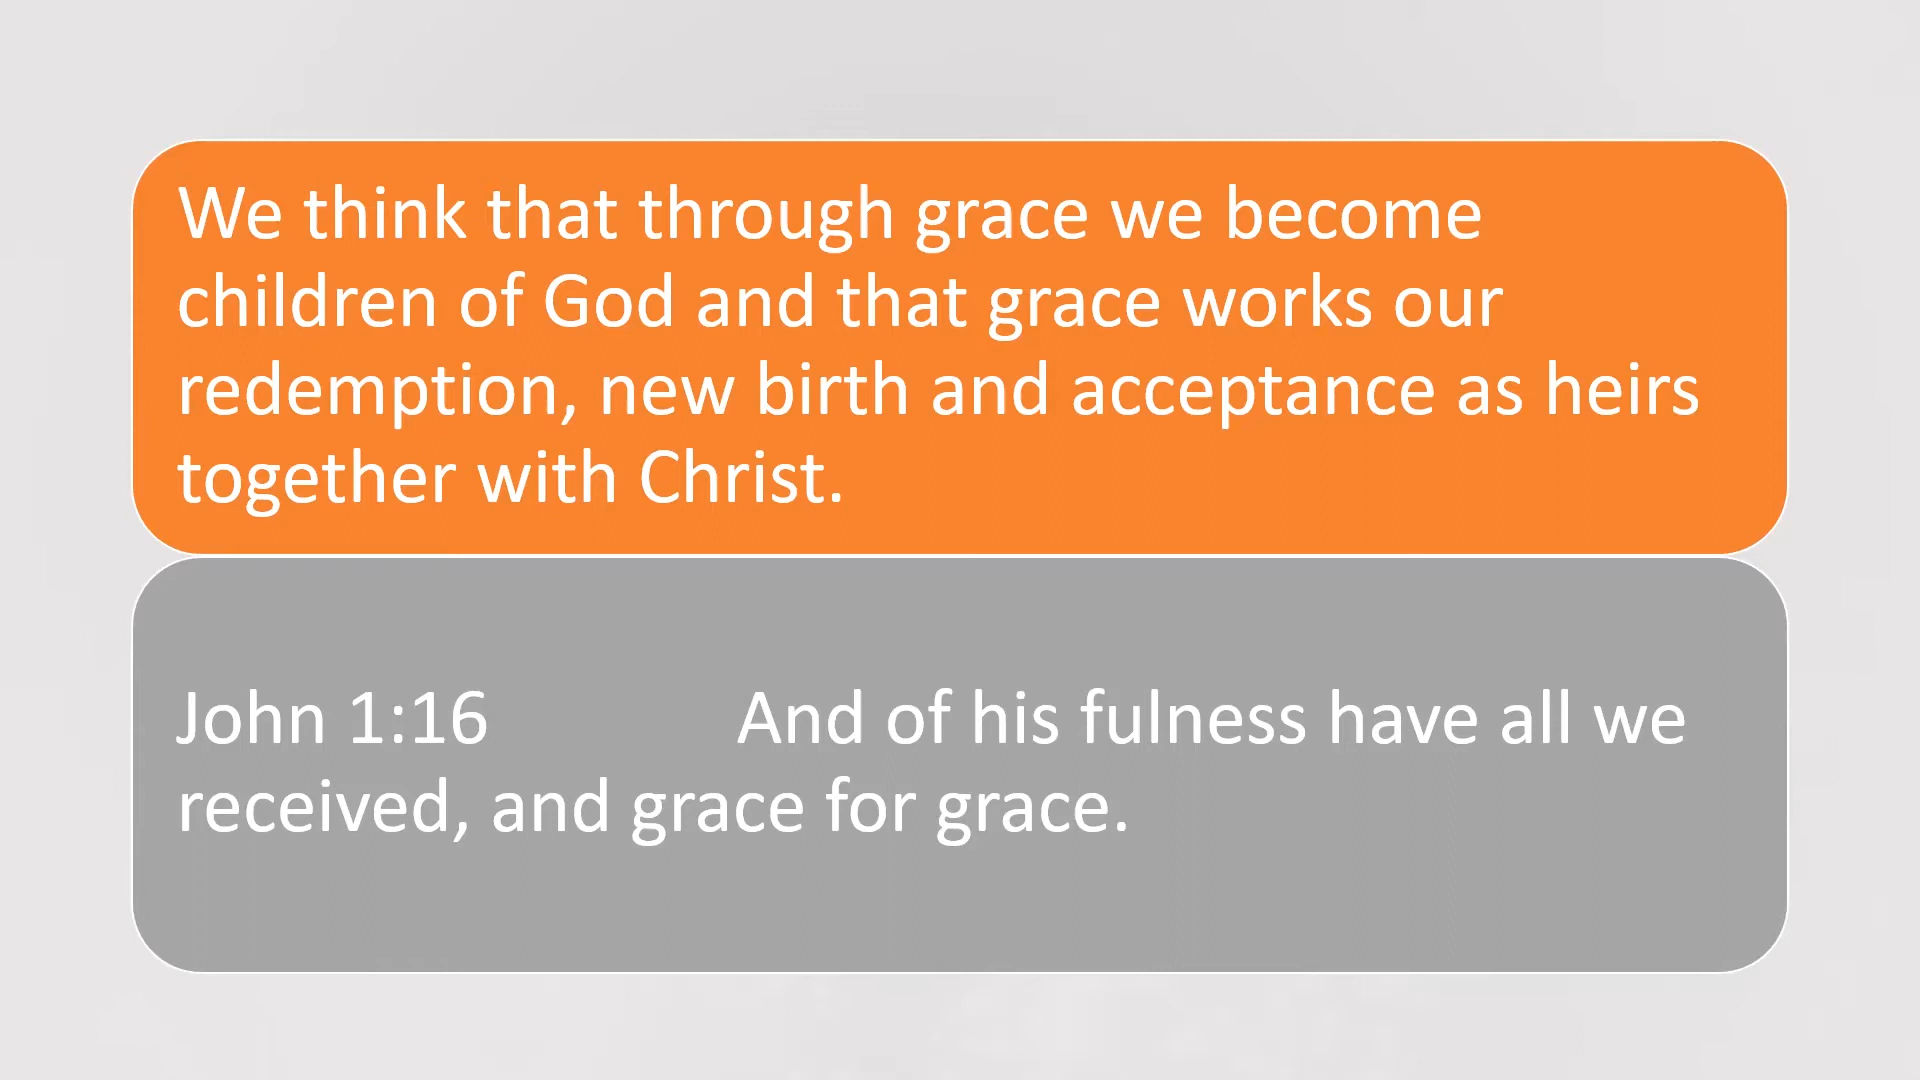 We think that through grace we become
children of God and that grace works our
redemption, new birth and acceptance as heirs
together with Christ.
John 1:16 And of his fulness have all we
received, and grace for grace.